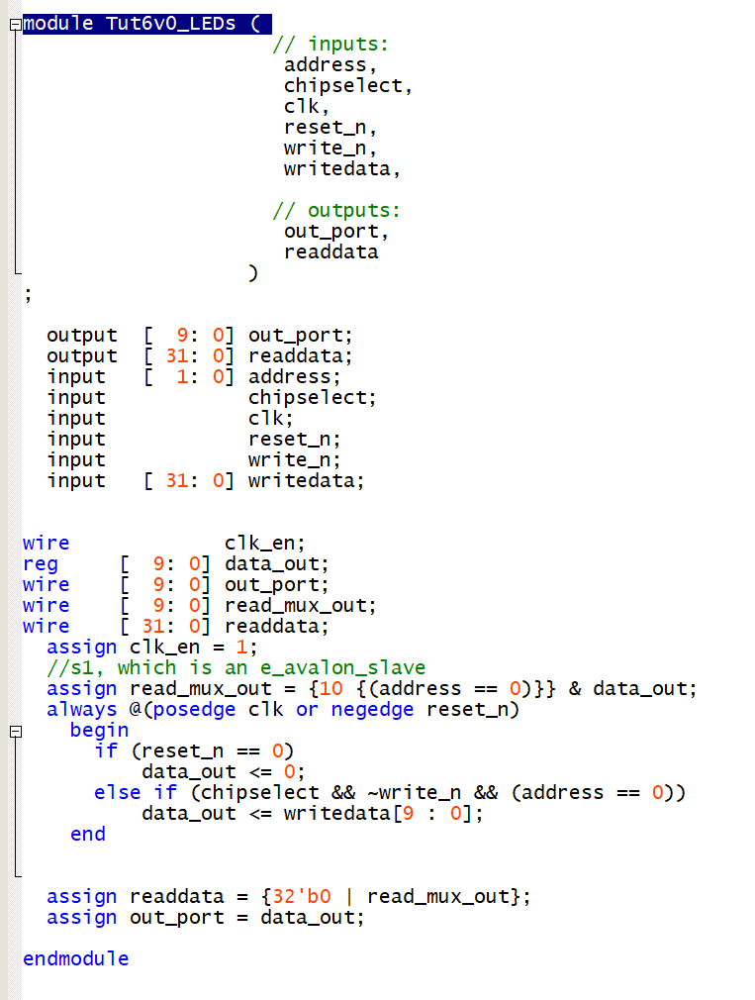 module Tut6v0_LEDs (
// inputs:
address,
chipselect,
clk,
reset_n,
write_n,
writedata,
// outputs:
out_port,
readdata
)
;
output [ 9: 0] out_port;
output [ 31: 0] readdata;
input [ 1: 0] address;
input chipselect;
input clk;
input reset_n;
input write_n;
input [ 31: 0] writedata;
wire clk_en;
reg [ 9: 0] data_out;
wire [ 9: 0] out_port;
wire [ 9: 0] read_mux_out;
wire [ 31: 0] readdata;
assign clk_en = 1;
//s1, which is an e_avalon_slave
assign read_mux_out = {10 {(address == 0)}} & data_out;
always @(posedge clk or negedge reset_n)
begin
if (reset_n == 0)
data_out <= 0;
else if (chipselect && ~write_n && (address == 0))
data_out <= writedata[9 : 0];
end
assign readdata = {32'b0 | read_mux_out};
assign out_port = data_out;
endmodule